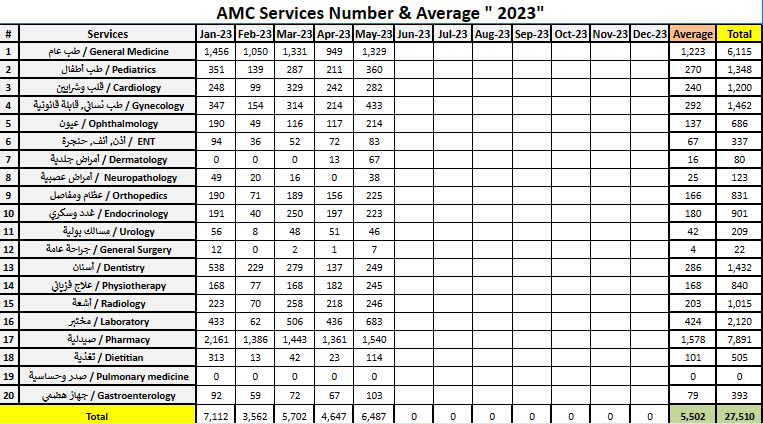 AMC Services Number & Average " 2023"
# Services Jan-23 Feb-23 Mar-23 Apr-23 May-23 Jun-23 Jul-23 Aug-23 Sep-23 Oct-23 Nov-23 Dec-23 Average Total
1 طب عام / General Medicine 1,456 1,050 1,331 949 1,329 1,223 6,115
2 طب أطفال / Pediatrics 351 139 287 211 360 270 1,348
3 قلب وشرايين / Cardiology 248 99 329 242 282 240 1,200
4 طب نسائي, قابلة قانونية / Gynecology 347 154 314 214 433 292 1,462
5 عيون / Ophthalmology 190 49 116 117 214 137 686
6 أذن, أنف, حنجرة / ENT 94 36 52 72 83 67 337
7 أمراض جلدية / Dermatology 0 0 0 13 67 16 80
8 أمراض عصبية / Neuropathology 49 20 16 0 38 25 123
9 عظام ومفاصل / Orthopedics 190 71 189 156 225 166 831
10 غدد وسكري / Endocrinology 191 40 250 197 223 180 901
11 مسالك بولية / Urology 56 8 48 51 46 42 209
12 جراحة عامة / General Surgery 12 0 2 1 7 4 22
13 أسنان / Dentistry 538 229 279 137 249 286 1,432
14 علاج فزيائي / Physiotherapy 168 77 168 182 245 168 840
15 أشعة / Radiology 223 70 258 218 246 203 1,015
16 مختبر / Laboratory 433 62 506 436 683 424 2,120
17 صيدلية / Pharmacy 2,161 1,386 1,443 1,361 1,540 1,578 7,891
18 تغذية / Dietitian 313 13 42 23 114 101 505
19 صدر وحساسية / Pulmonary medicine 0 0 0 0 0 0 0
20 جهاز هضمي / Gastroenterology 92 59 72 67 103 79 393
Total 7,112 3,562 5,702 4,647 6,487 0 0 0 0 0 0 0 5,502 27,510